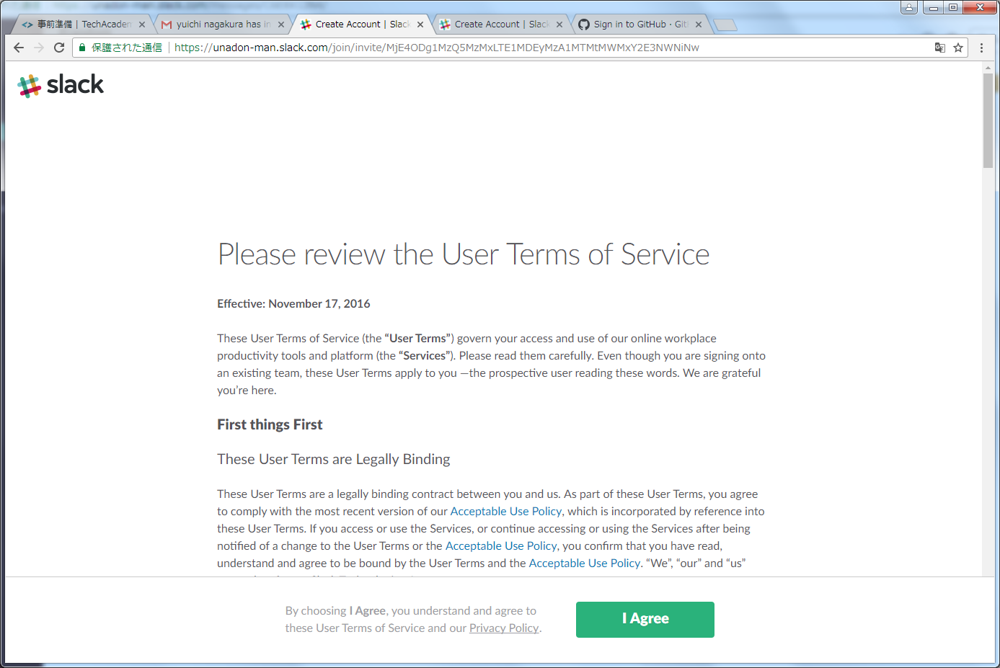 事前準備 | TechAcaden
yuichi nagakura has in
Create Account | Slack
Create Account | Slack
Sign in to GitHub · Git
保護された通信
https://unadon-man.slack.com/join/invite/MjE4ODg1MzQ5MzMxLTE1MDEyMzA1MTMtMWMxY2E3NWNiNw
slack
Please review the User Terms of Service
Effective: November 17, 2016
These User Terms of Service (the “User Terms”) govern your access and use of our online workplace
productivity tools and platform (the “Services”). Please read them carefully. Even though you are signing onto
an existing team, these User Terms apply to you —the prospective user reading these words. We are grateful
you’re here.
First things First
These User Terms are Legally Binding
These User Terms are a legally binding contract between you and us. As part of these User Terms, you agree
to comply with the most recent version of our Acceptable Use Policy, which is incorporated by reference into
these User Terms. If you access or use the Services, or continue accessing or using the Services after being
notified of a change to the User Terms or the Acceptable Use Policy, you confirm that you have read,
understand and agree to be bound by the User Terms and the Acceptable Use Policy. “We”, “our” and “us”
By choosing I Agree, you understand and agree to
these User Terms of Service and our Privacy Policy.
I Agree